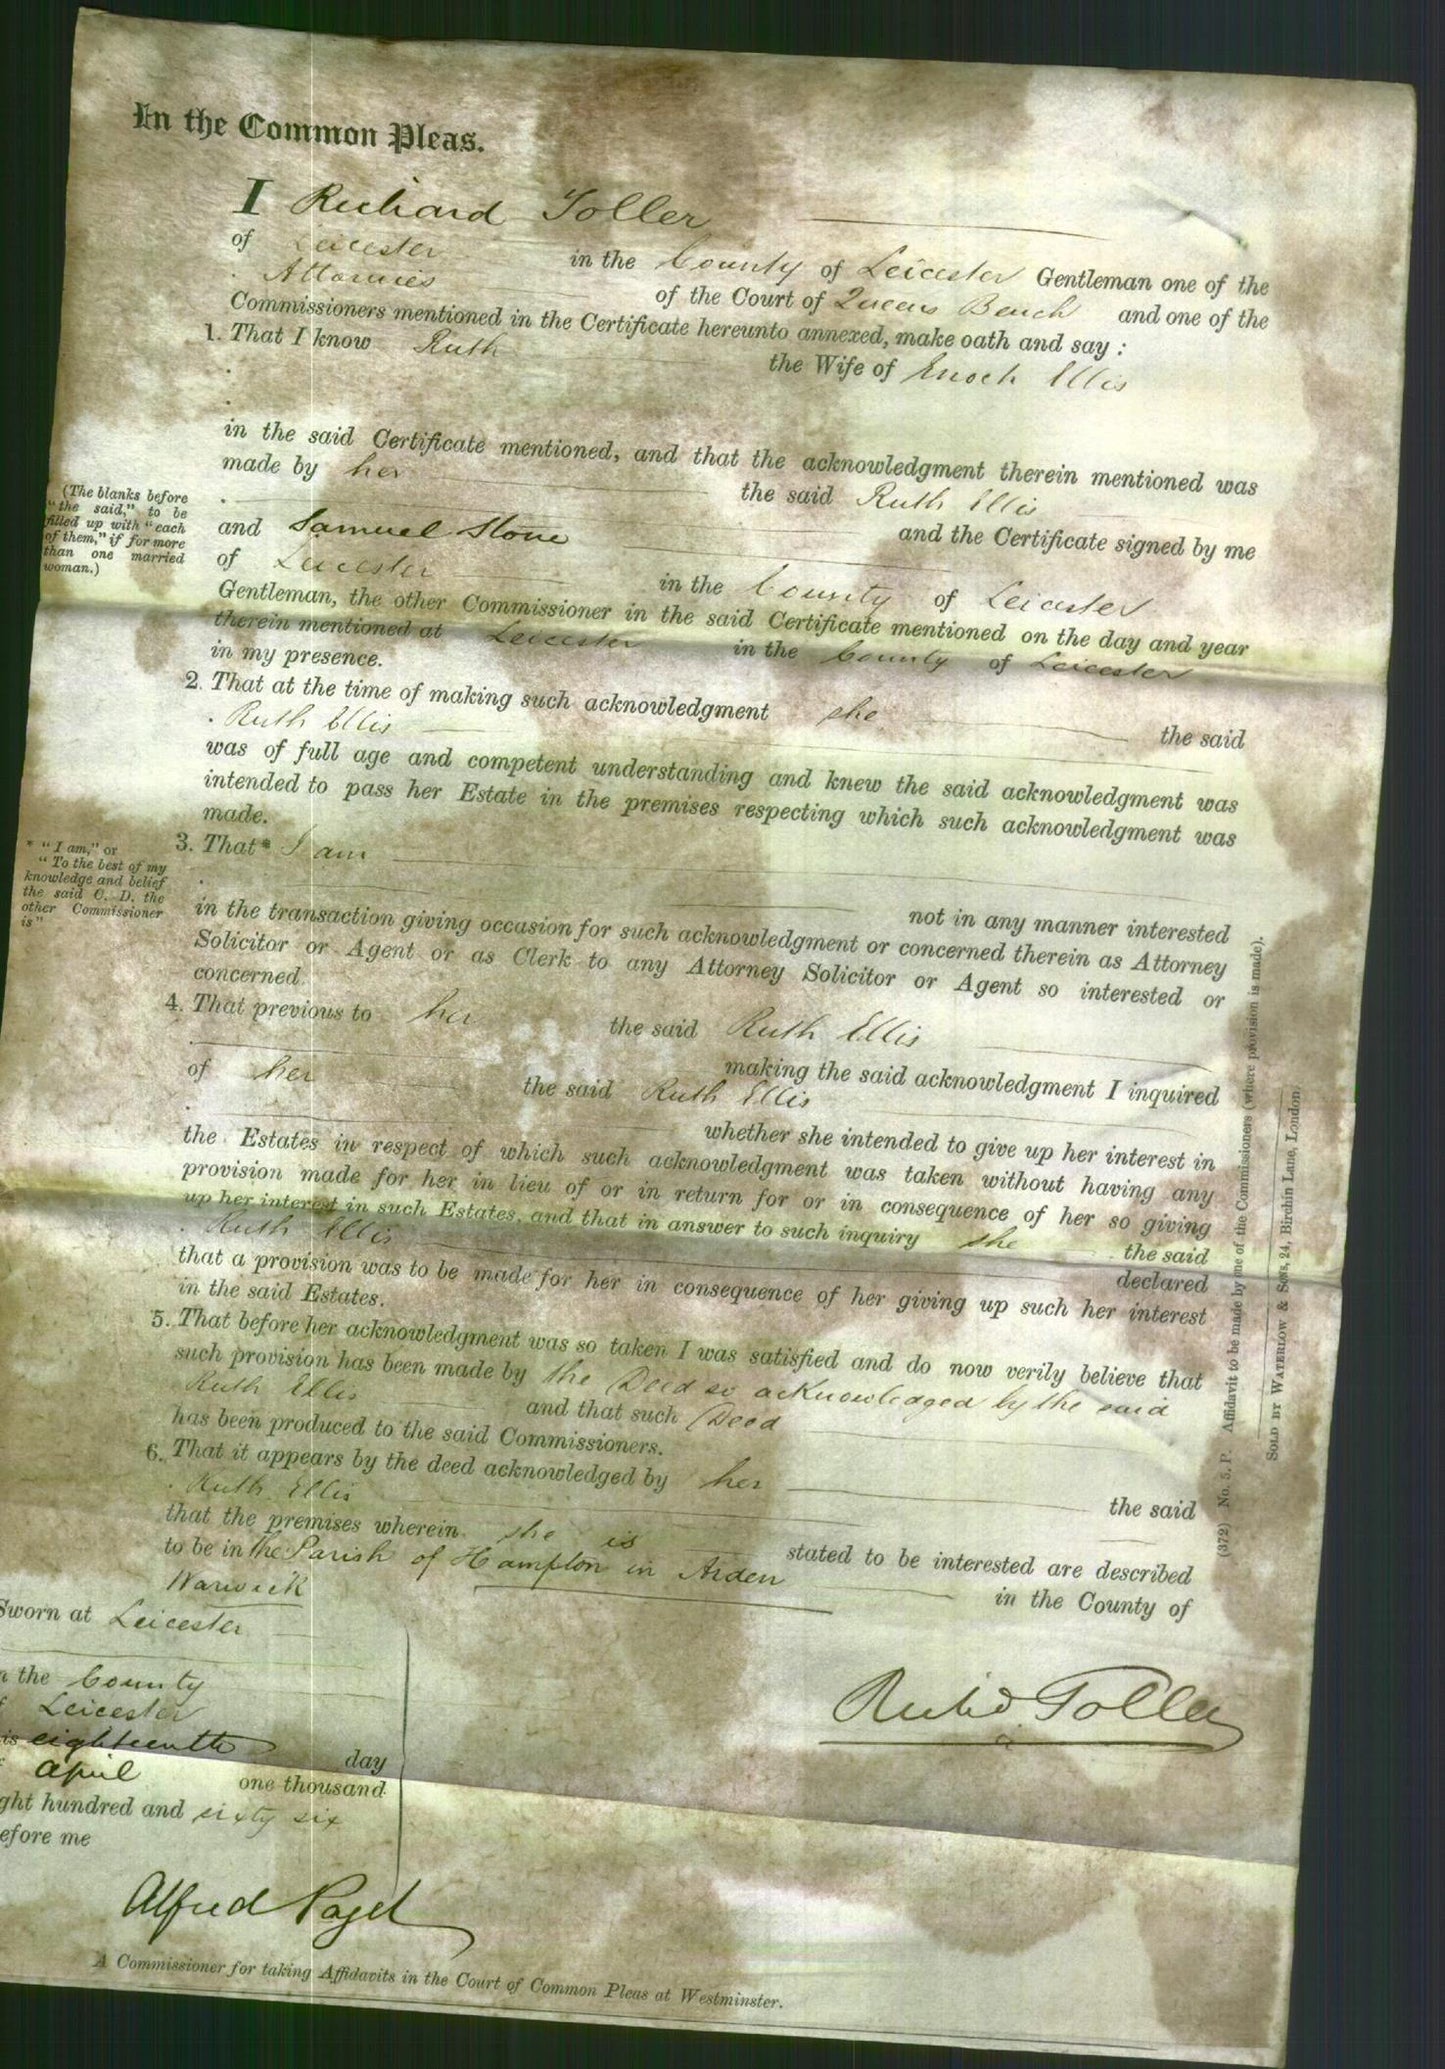 In the Common Pleas.
I Richard Toller
of Leicester in the County of Leicester Gentleman one of the
Attornies of the Court of Queens Bench and one of the
Commissioners mentioned in the Certificate hereunto annexed, make oath and say :
1. That I know Ruth the Wife of Enoch Ellis
in the said Certificate mentioned, and that the acknowledgment therein mentioned was
made by her the said Ruth Ellis
and the Certificate signed by me
and Samuel Stone
of Leicester in the County of Leicester
Gentleman, the other Commissioner in the said Certificate mentioned on the day and year
therein mentioned at Leicester in the County of Leicester
in my presence.
(The blanks before
"the said," to be
filled up with "each
of them," if for more
than one married
woman.)
2. That at the time of making such acknowledgment she the said
Ruth Ellis
was of full age and competent understanding and knew the said acknowledgment was
intended to pass her Estate in the premises respecting which such acknowledgment was
made.
3. That* I am
not in any manner interested
in the transaction giving occasion for such acknowledgment or concerned therein as Attorney
Solicitor or Agent or as Clerk to any Attorney Solicitor or Agent so interested or
concerned.
* "I am," or
"To the best of my
knowledge and belief
the said C. D. the
other Commissioner
is"
4. That previous to her the said Ruth Ellis
making the said acknowledgment I inquired
of her the said Ruth Ellis
whether she intended to give up her interest in
the Estates in respect of which such acknowledgment was taken without having any
provision made for her in lieu of or in return for or in consequence of her so giving
up her interest in such Estates, and that in answer to such inquiry she the said
Ruth Ellis declared
that a provision was to be made for her in consequence of her giving up such her interest
in the said Estates.
5. That before her acknowledgment was so taken I was satisfied and do now verily believe that
such provision has been made by the Deed so acknowledged by the said
Ruth Ellis and that such Deed
has been produced to the said Commissioners.
6. That it appears by the deed acknowledged by her the said
Ruth Ellis
that the premises wherein she is stated to be interested are described
to be in the Parish of Hampton in Arden in the County of
Warwick
Sworn at Leicester
n the County
f Leicester
is eighteenth day
f April one thousand
ght hundred and sixty six
efore me
Richd Toller
Alfred Paget
A Commissioner for taking Affidavits in the Court of Common Pleas at Westminster.
(372) No. 5. P. Affidavit to be made by one of the Commissioners (where provision is made).
SOLD BY WATERLOW & SONS, 24, Birchin Lane, London.